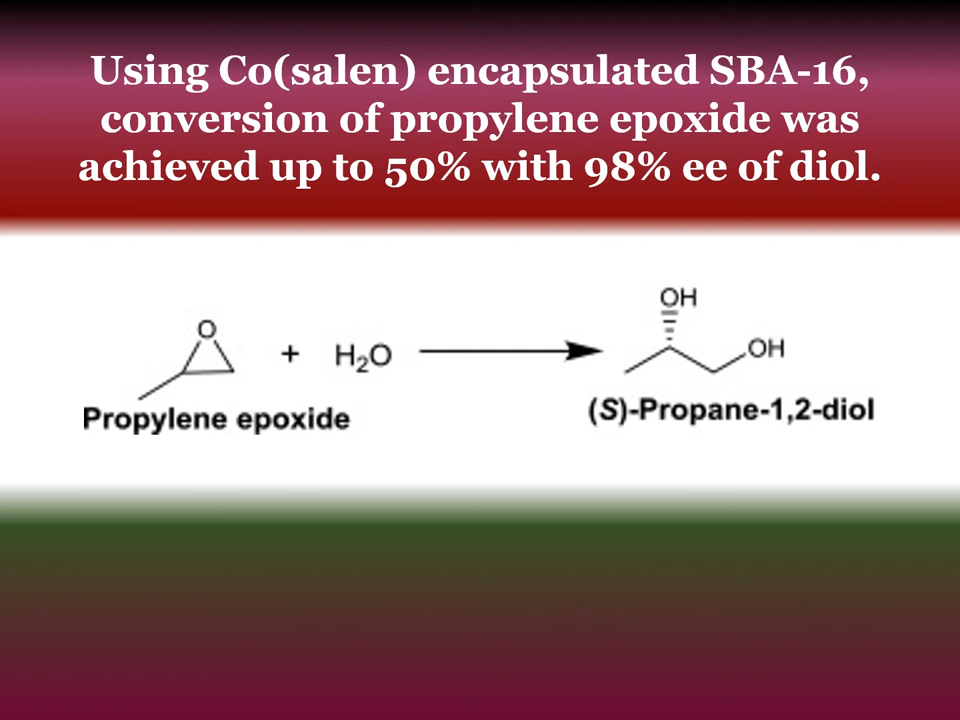 Using Co(salen) encapsulated SBA-16,
conversion of propylene epoxide was
achieved up to 50% with 98% ee of diol.
O
+ H₂O
OH
OH
Propylene epoxide
(S)-Propane-1,2-diol